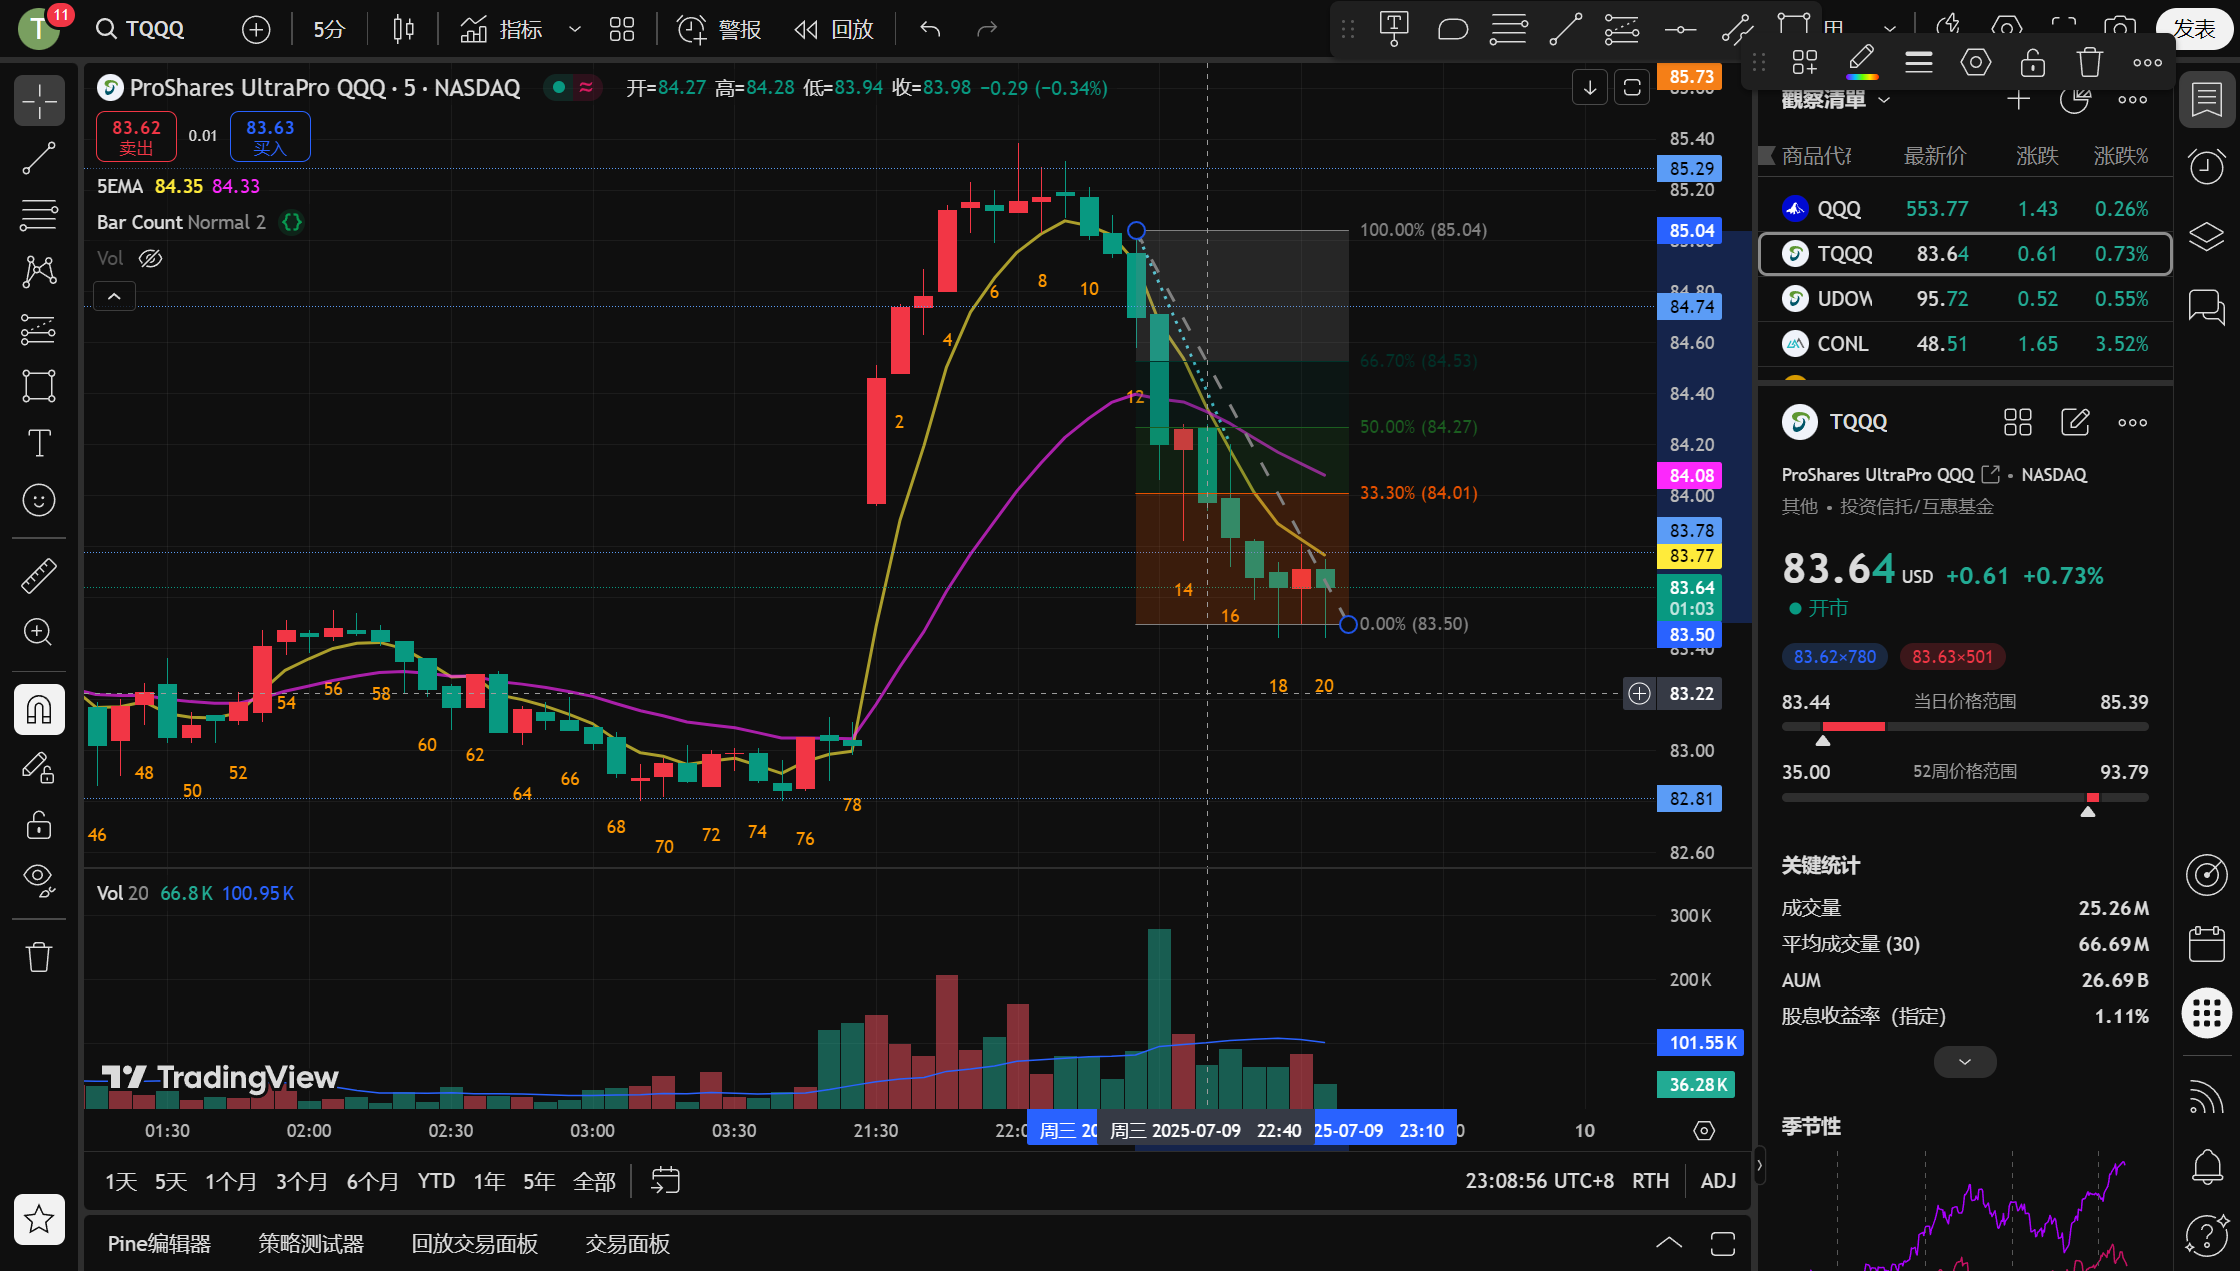 T 11 TQQQ 5分 指标 警报 回放 发表
ProShares UltraPro QQQ · 5 · NASDAQ 开=84.27 高=84.28 低=83.94 收=83.98 −0.29 (−0.34%)
83.62 卖出 0.01 83.63 买入
5EMA 84.35 84.33
Bar Count Normal 2
Vol
100.00% (85.04)
66.70% (84.53)
50.00% (84.27)
33.30% (84.01)
0.00% (83.50)
2 4 6 8 10 12 14 16 18 20
46 48 50 52 54 56 58 60 62 64 66 68 70 72 74 76 78
85.73
85.40
85.29
85.20
85.04
84.80
84.74
84.60
84.40
84.20
84.08
84.00
83.78
83.77
83.64
01:03
83.50
83.40
83.22
83.00
82.81
82.60
Vol 20 66.8K 100.95K
300K
200K
101.55K
36.28K
TradingView
01:30 02:00 02:30 03:00 03:30 21:30 22:0 周三 20 周三 2025-07-09 22:40 25-07-09 23:10 0 10
1天 5天 1个月 3个月 6个月 YTD 1年 5年 全部 23:08:56 UTC+8 RTH ADJ
Pine编辑器 策略测试器 回放交易面板 交易面板
觀察清單
商品代码 最新价 涨跌 涨跌%
QQQ 553.77 1.43 0.26%
TQQQ 83.64 0.61 0.73%
UDOW 95.72 0.52 0.55%
CONL 48.51 1.65 3.52%
TQQQ
ProShares UltraPro QQQ • NASDAQ
其他 • 投资信托/互惠基金
83.64 USD +0.61 +0.73%
开市
83.62×780 83.63×501
83.44 当日价格范围 85.39
35.00 52周价格范围 93.79
关键统计
成交量 25.26M
平均成交量 (30) 66.69M
AUM 26.69B
股息收益率（指定） 1.11%
季节性